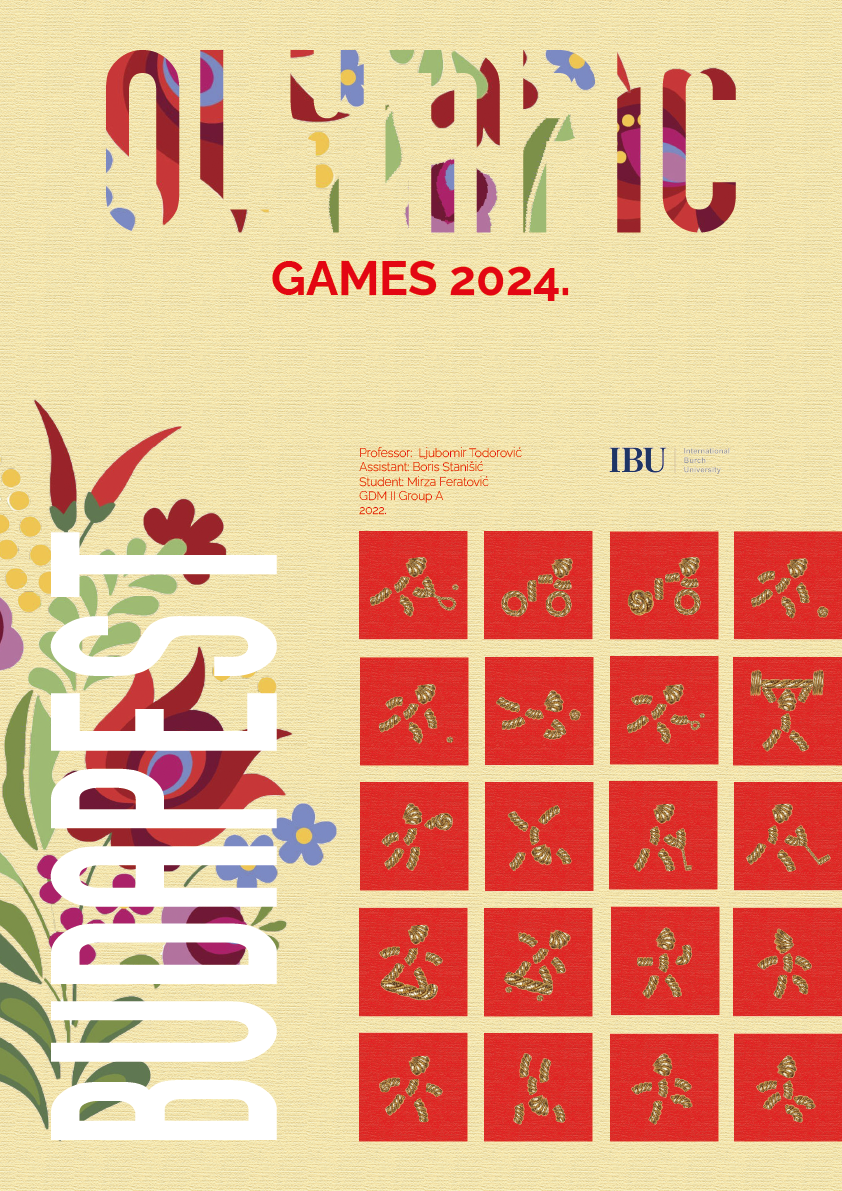 OLYMPIC
GAMES 2024.
Professor: Ljubomir Todorović
Assistant: Boris Stanišić
Student: Mirza Feratović
GDM II Group A
2022.
IBU
International
Burch
University
BUDAPEST